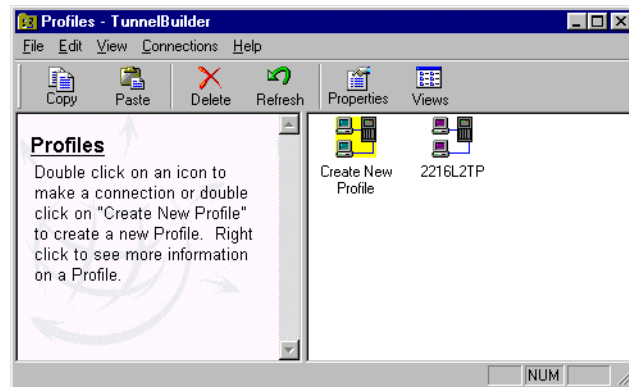 Profiles - TunnelBuilder
File Edit View Connections Help
Copy Paste Delete Refresh Properties Views
Profiles
Double click on an icon to
make a connection or double
click on "Create New Profile"
to create a new Profile. Right
click to see more information
on a Profile.
Create New
Profile
2216L2TP
NUM